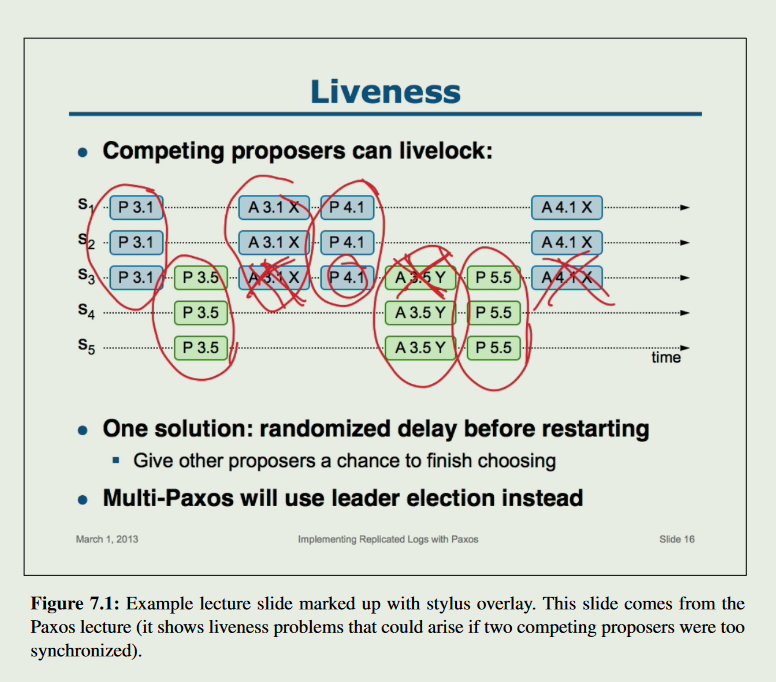 Liveness
• Competing proposers can livelock:
S1 P 3.1 A 3.1 X P 4.1 A 4.1 X
S2 P 3.1 A 3.1 X P 4.1 A 4.1 X
S3 P 3.1 P 3.5 A 3.1 X P 4.1 A 3.5 Y P 5.5 A 4.1 X
S4 P 3.5 A 3.5 Y P 5.5
S5 P 3.5 A 3.5 Y P 5.5
time
• One solution: randomized delay before restarting
▪ Give other proposers a chance to finish choosing
• Multi-Paxos will use leader election instead
March 1, 2013 Implementing Replicated Logs with Paxos Slide 16
Figure 7.1: Example lecture slide marked up with stylus overlay. This slide comes from the
Paxos lecture (it shows liveness problems that could arise if two competing proposers were too
synchronized).